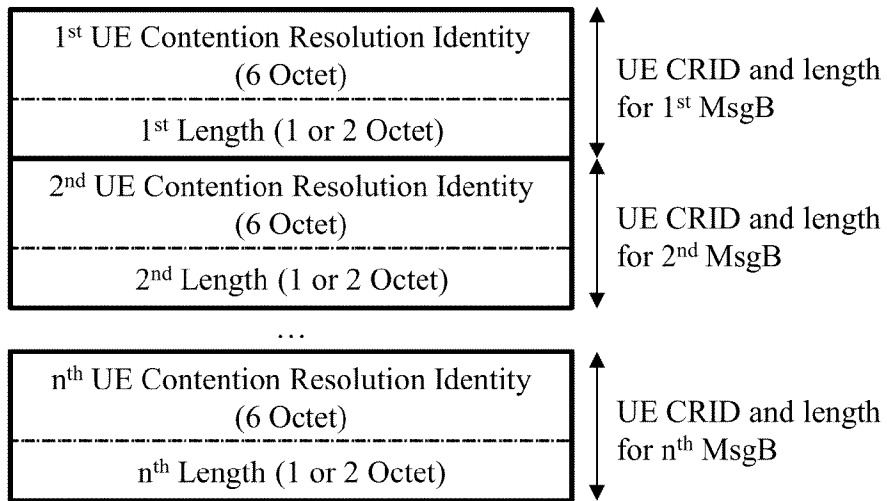 1st UE Contention Resolution Identity
(6 Octet)
1st Length (1 or 2 Octet)
UE CRID and length
for 1st MsgB
2nd UE Contention Resolution Identity
(6 Octet)
2nd Length (1 or 2 Octet)
UE CRID and length
for 2nd MsgB
...
nth UE Contention Resolution Identity
(6 Octet)
nth Length (1 or 2 Octet)
UE CRID and length
for nth MsgB